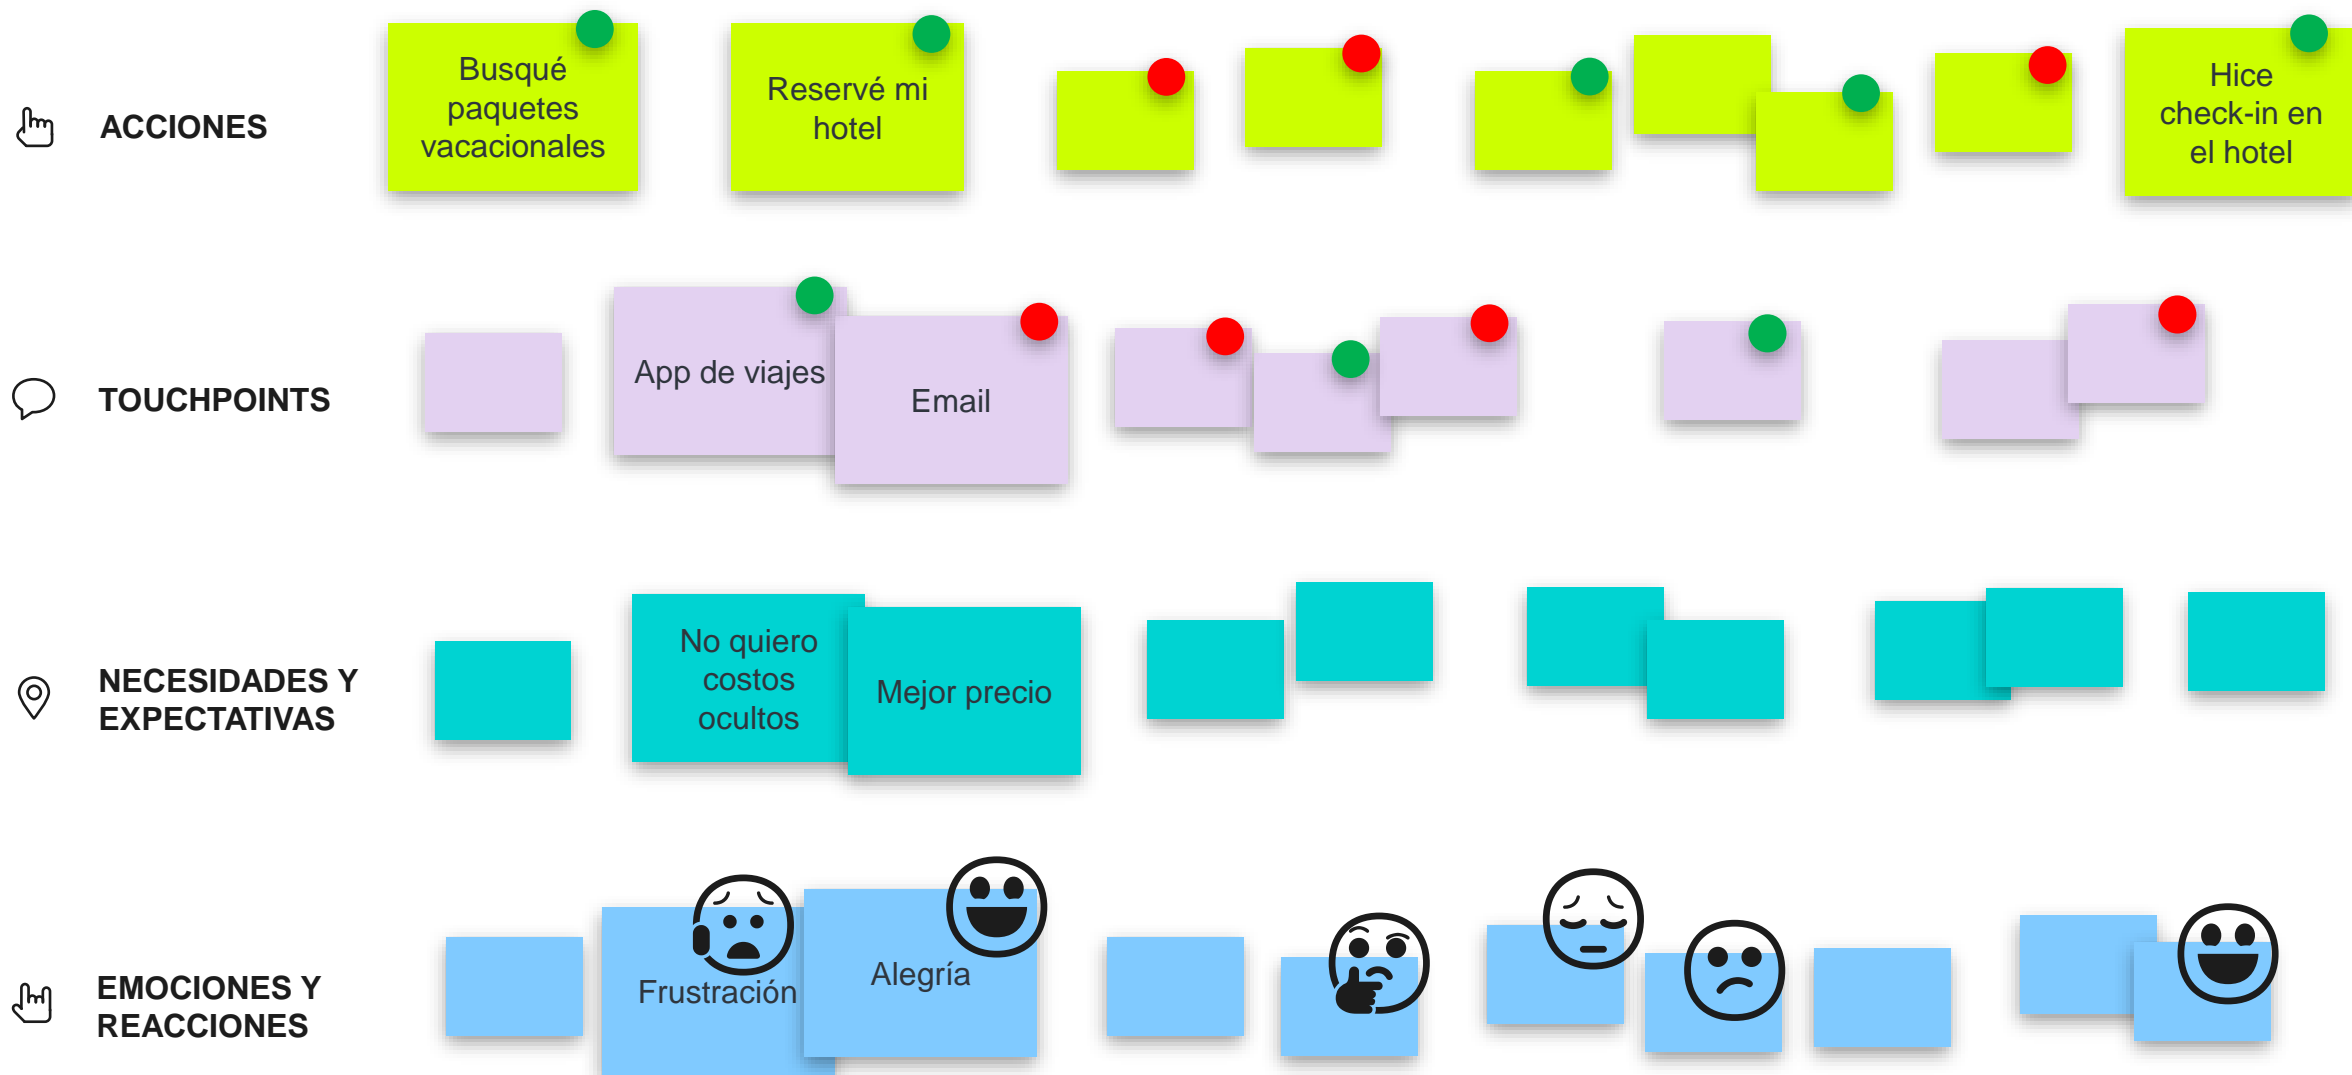 ACCIONES
Busqué
paquetes
vacacionales
Reservé mi
hotel
Hice
check-in en
el hotel
TOUCHPOINTS
App de viajes
Email
NECESIDADES Y
EXPECTATIVAS
No quiero
costos
ocultos
Mejor precio
EMOCIONES Y
REACCIONES
Frustración
Alegría